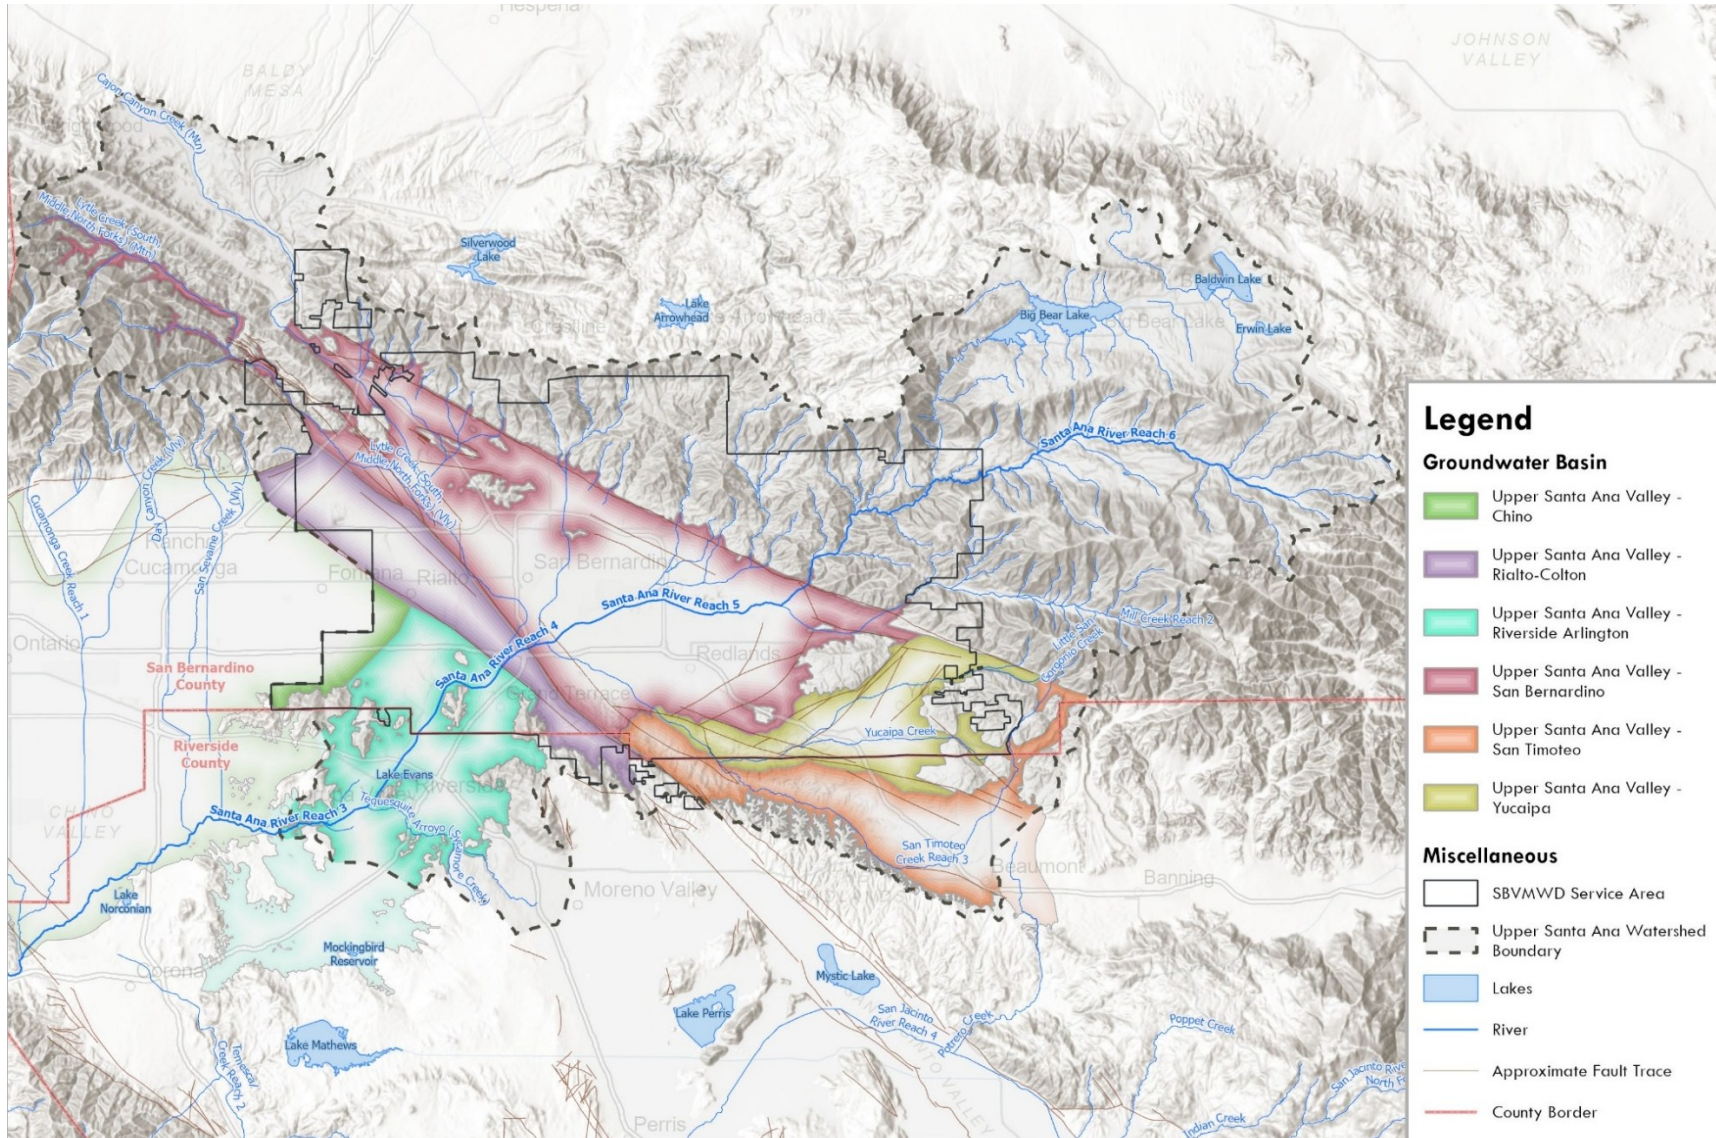 Hesperia
JOHNSON
VALLEY
BALDY
MESA
Cajon Canyon Creek (Mtn)
Lytle Creek (South,
Middle, North Forks) (Mtn)
Silverwood
Lake
Lake
Arrowhead
Crestline
Big Bear Lake
Big Bear Lake
Baldwin Lake
Erwin Lake
Santa Ana River Reach 6
Lytle Creek (South,
Middle, North Forks) (Vly)
Cucamonga Creek Reach 1
Day Canyon Creek (Vly)
San Sevaine Creek (Vly)
Rancho
Cucamonga
Fontana
Rialto
San Bernardino
Santa Ana River Reach 5
Santa Ana River Reach 4
Mill Creek Reach 2
Little San
Gorgonio Creek
Ontario
Redlands
San Bernardino
County
Grand Terrace
Yucaipa Creek
Riverside
County
Lake Evans
Riverside
CHINO
VALLEY
Santa Ana River Reach 3
Tequesquite Arroyo (Sycamore Creek)
San Timoteo
Creek Reach 3
Beaumont
Banning
Moreno Valley
Lake
Norconian
Mockingbird
Reservoir
Corona
Mystic Lake
Lake Perris
San Jacinto
River Reach 4
Potrero Creek
Poppet Creek
Lake Mathews
Temescal
Creek Reach 2
San Jacinto River
North F
Perris
VALLEY
Indian Creek
Legend
Groundwater Basin
Upper Santa Ana Valley -
Chino
Upper Santa Ana Valley -
Rialto-Colton
Upper Santa Ana Valley -
Riverside Arlington
Upper Santa Ana Valley -
San Bernardino
Upper Santa Ana Valley -
San Timoteo
Upper Santa Ana Valley -
Yucaipa
Miscellaneous
SBVMWD Service Area
Upper Santa Ana Watershed
Boundary
Lakes
River
Approximate Fault Trace
County Border